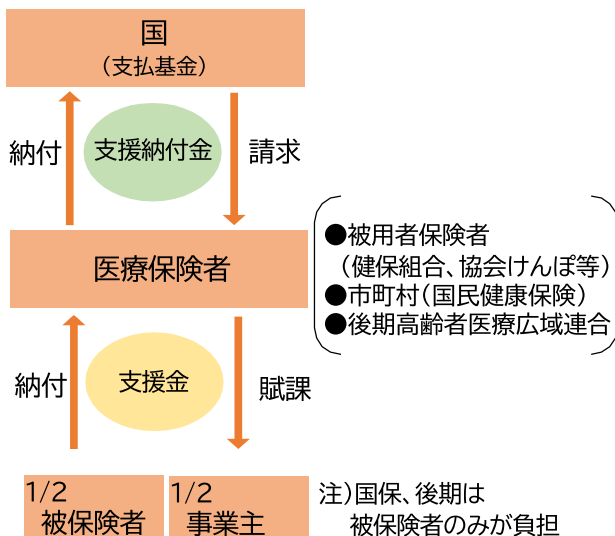 国
（支払基金）
納付
支援納付金
請求
医療保険者
●被用者保険者
（健保組合、協会けんぽ等）
●市町村（国民健康保険）
●後期高齢者医療広域連合
納付
支援金
賦課
1/2
被保険者
1/2
事業主
注）国保、後期は
被保険者のみが負担